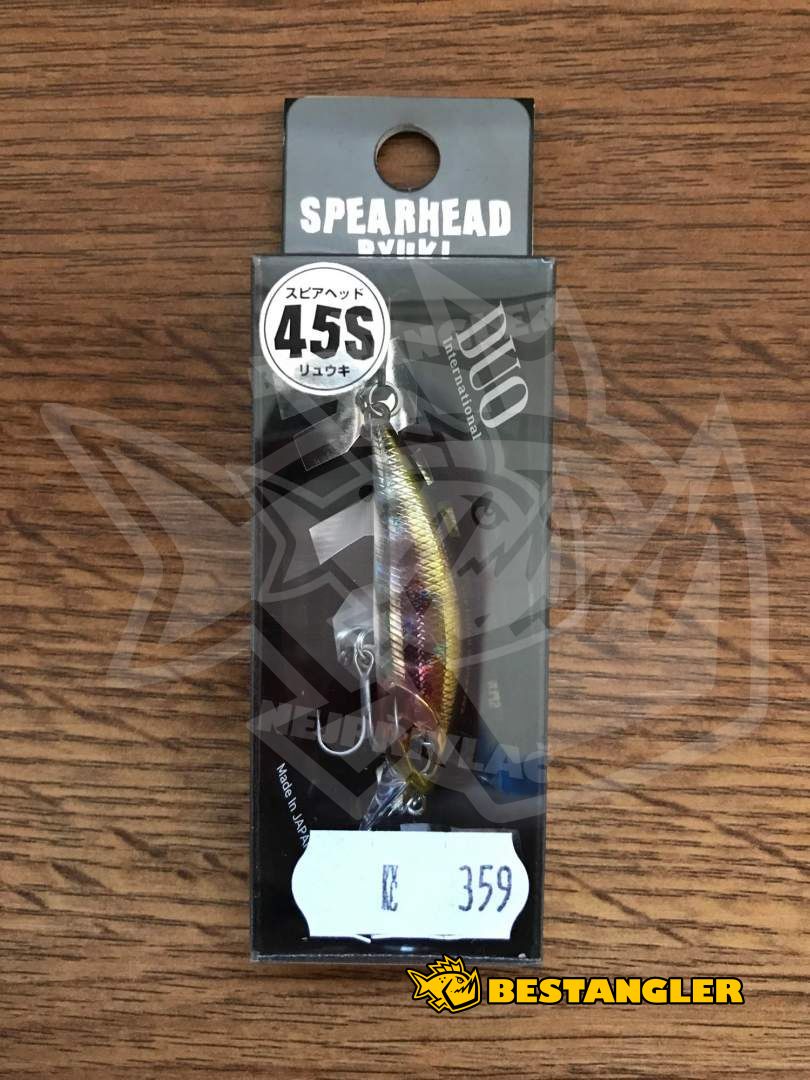 SPEARHEAD
RYUKI
スピアヘッド
45S
リュウキ
DUO
International
Made In JAPAN
Kč 359
BESTANGLER